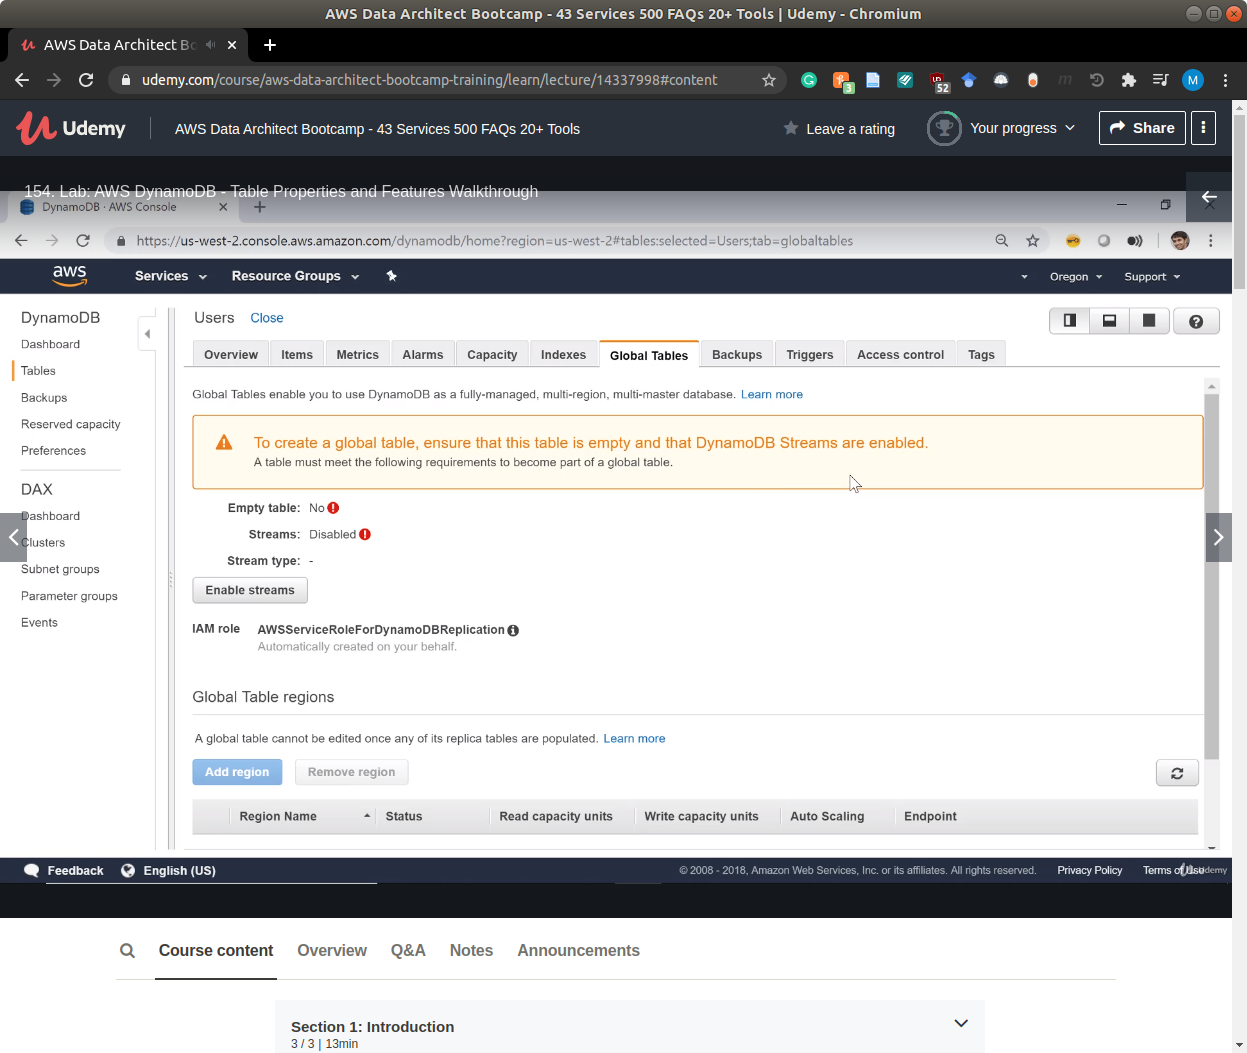 AWS Data Architect Bootcamp - 43 Services 500 FAQs 20+ Tools | Udemy - Chromium
AWS Data Architect Bo
udemy.com/course/aws-data-architect-bootcamp-training/learn/lecture/14337998#content
3
52
M
Udemy
AWS Data Architect Bootcamp - 43 Services 500 FAQs 20+ Tools
Leave a rating
Your progress
Share
154. Lab: AWS DynamoDB - Table Properties and Features Walkthrough
DynamoDB · AWS Console
https://us-west-2.console.aws.amazon.com/dynamodb/home?region=us-west-2#tables:selected=Users;tab=globaltables
aws
Services
Resource Groups
Oregon
Support
DynamoDB
Dashboard
Tables
Backups
Reserved capacity
Preferences
DAX
Dashboard
Clusters
Subnet groups
Parameter groups
Events
Users
Close
Overview
Items
Metrics
Alarms
Capacity
Indexes
Global Tables
Backups
Triggers
Access control
Tags
Global Tables enable you to use DynamoDB as a fully-managed, multi-region, multi-master database. Learn more
To create a global table, ensure that this table is empty and that DynamoDB Streams are enabled.
A table must meet the following requirements to become part of a global table.
Empty table: No
Streams: Disabled
Stream type: -
Enable streams
IAM role AWSServiceRoleForDynamoDBReplication
Automatically created on your behalf.
Global Table regions
A global table cannot be edited once any of its replica tables are populated. Learn more
Add region
Remove region
Region Name
Status
Read capacity units
Write capacity units
Auto Scaling
Endpoint
Feedback
English (US)
© 2008 - 2018, Amazon Web Services, Inc. or its affiliates. All rights reserved.
Privacy Policy
Terms of Use
Udemy
Course content
Overview
Q&A
Notes
Announcements
Section 1: Introduction
3 / 3 | 13min